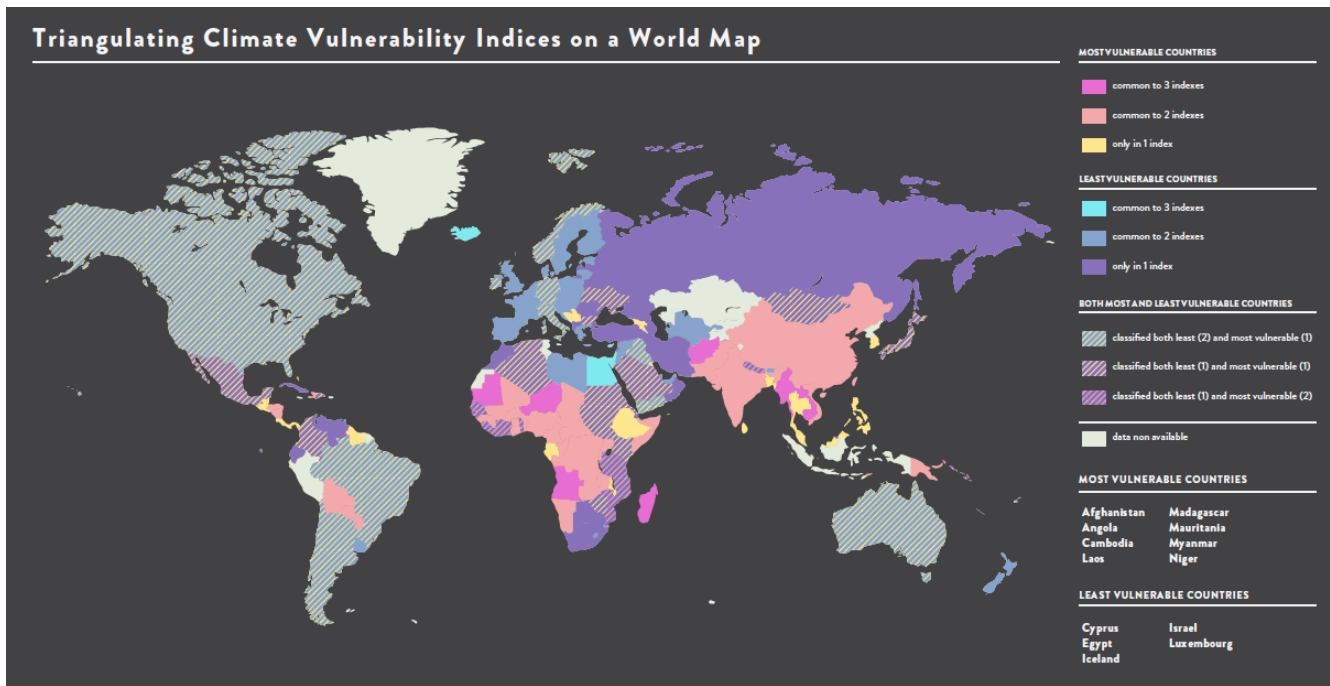 Triangulating Climate Vulnerability Indices on a World Map
MOST VULNERABLE COUNTRIES
common to 3 indexes
common to 2 indexes
only in 1 index
LEAST VULNERABLE COUNTRIES
common to 3 indexes
common to 2 indexes
only in 1 index
BOTH MOST AND LEAST VULNERABLE COUNTRIES
classified both least (2) and most vulnerable (1)
classified both least (1) and most vulnerable (1)
classified both least (1) and most vulnerable (2)
data non available
MOST VULNERABLE COUNTRIES
Afghanistan Madagascar
Angola Mauritania
Cambodia Myanmar
Laos Niger
LEAST VULNERABLE COUNTRIES
Cyprus Israel
Egypt Luxembourg
Iceland